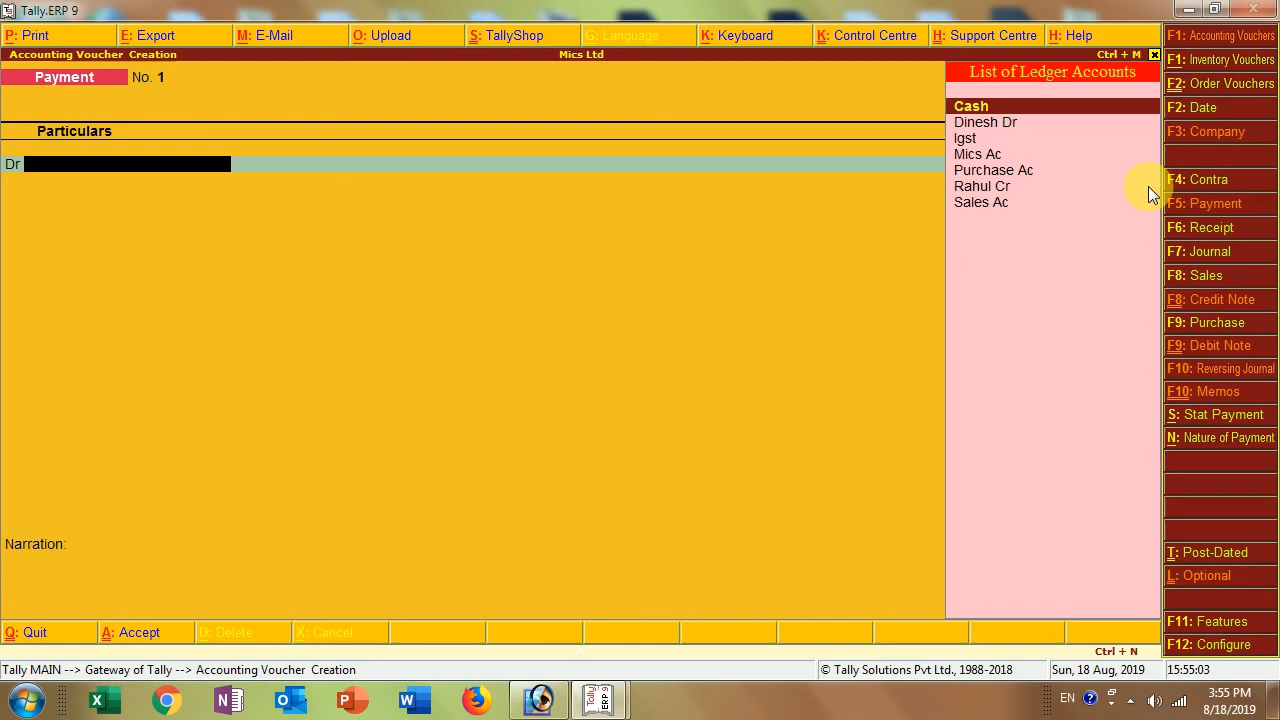 Tally.ERP 9
P: Print E: Export M: E-Mail O: Upload S: TallyShop G: Language K: Keyboard K: Control Centre H: Support Centre H: Help
Accounting Voucher Creation Mics Ltd Ctrl + M
Payment No. 1
Particulars
Dr
Narration:
List of Ledger Accounts
Cash
Dinesh Dr
Igst
Mics Ac
Purchase Ac
Rahul Cr
Sales Ac
F1: Accounting Vouchers
F1: Inventory Vouchers
F2: Order Vouchers
F2: Date
F3: Company
F4: Contra
F5: Payment
F6: Receipt
F7: Journal
F8: Sales
F8: Credit Note
F9: Purchase
F9: Debit Note
F10: Reversing Journal
F10: Memos
S: Stat Payment
N: Nature of Payment
T: Post-Dated
L: Optional
F11: Features
F12: Configure
Q: Quit A: Accept D: Delete X: Cancel
Ctrl + N
Tally MAIN --> Gateway of Tally --> Accounting Voucher Creation © Tally Solutions Pvt Ltd., 1988-2018 Sun, 18 Aug, 2019 15:55:03
EN 3:55 PM
8/18/2019